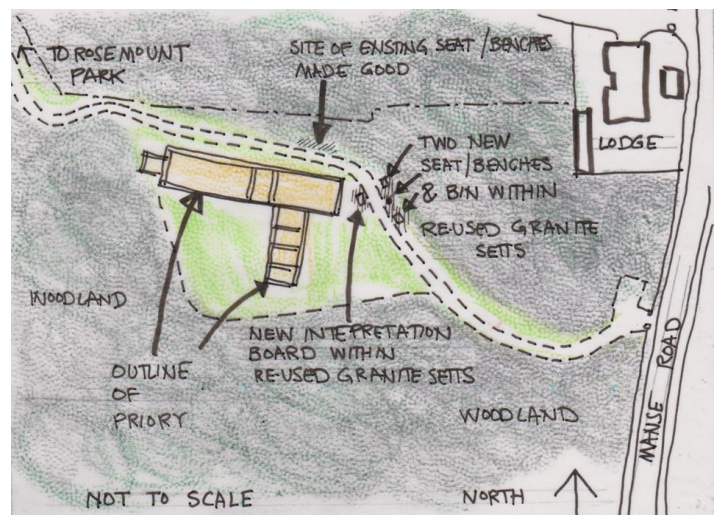 TO ROSEMOUNT
PARK
SITE OF EXISTING SEAT/BENCHES
MADE GOOD
LODGE
TWO NEW
SEAT/BENCHES
& BIN WITHIN
RE-USED GRANITE
SETTS
WOODLAND
NEW INTEPRETATION
BOARD WITHIN
RE-USED GRANITE SETTS
OUTLINE
OF
PRIORY
WOODLAND
MANSE ROAD
NOT TO SCALE
NORTH